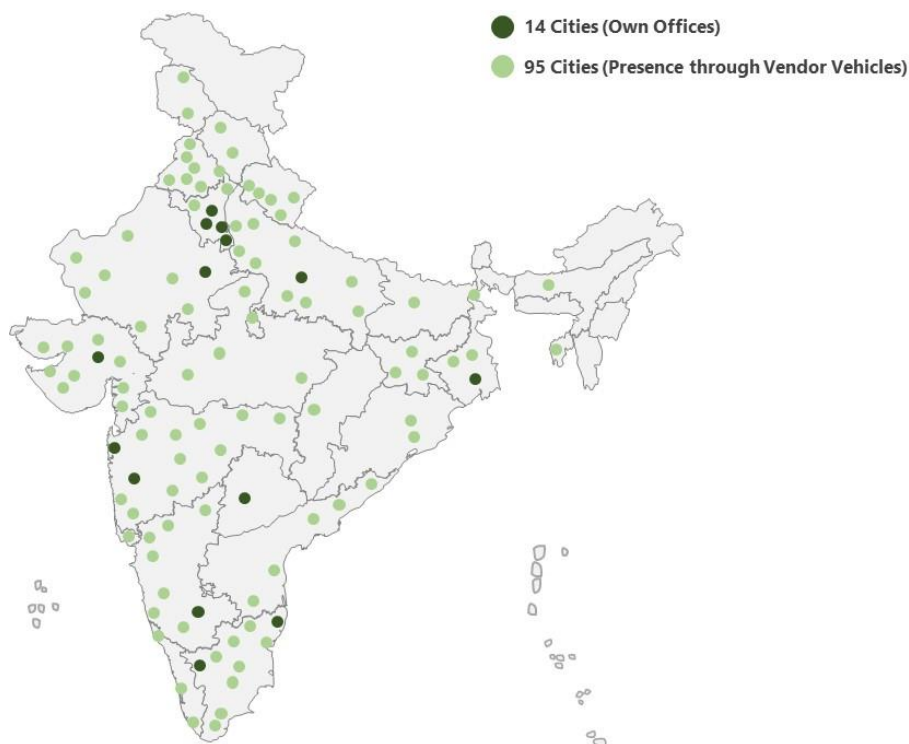 14 Cities (Own Offices)
95 Cities (Presence through Vendor Vehicles)